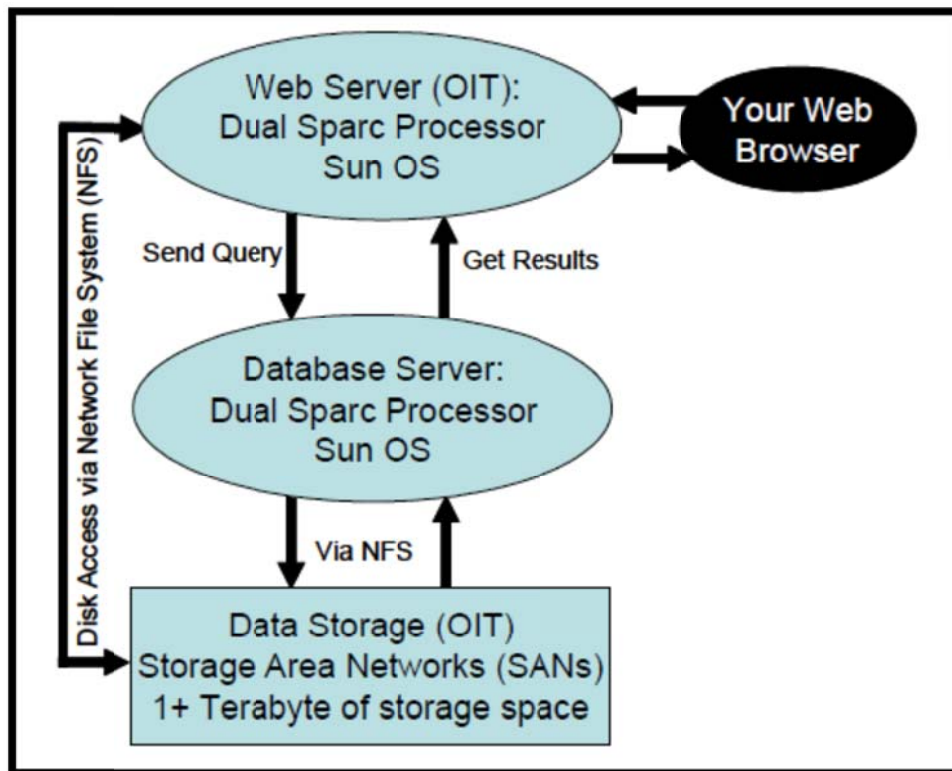 Web Server (OIT):
Dual Sparc Processor
Sun OS
Your Web
Browser
Disk Access via Network File System (NFS)
Send Query
Get Results
Database Server:
Dual Sparc Processor
Sun OS
Via NFS
Data Storage (OIT)
Storage Area Networks (SANs)
1+ Terabyte of storage space